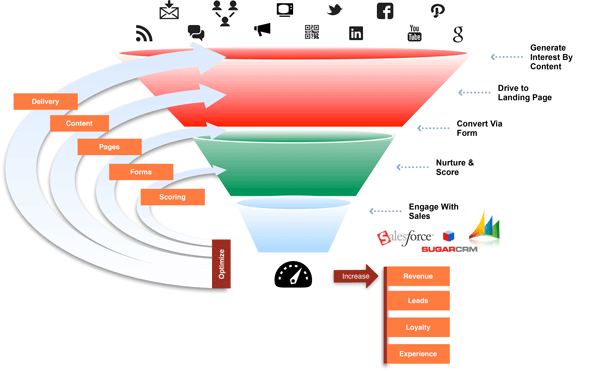 You
Tube
g
Generate
Interest By
Content
Drive to
Landing Page
Convert Via
Form
Nurture &
Score
Engage With
Sales
salesforce
SUGARCRM
Delivery
Content
Pages
Forms
Scoring
Optimize
Increase
Revenue
Leads
Loyalty
Experience